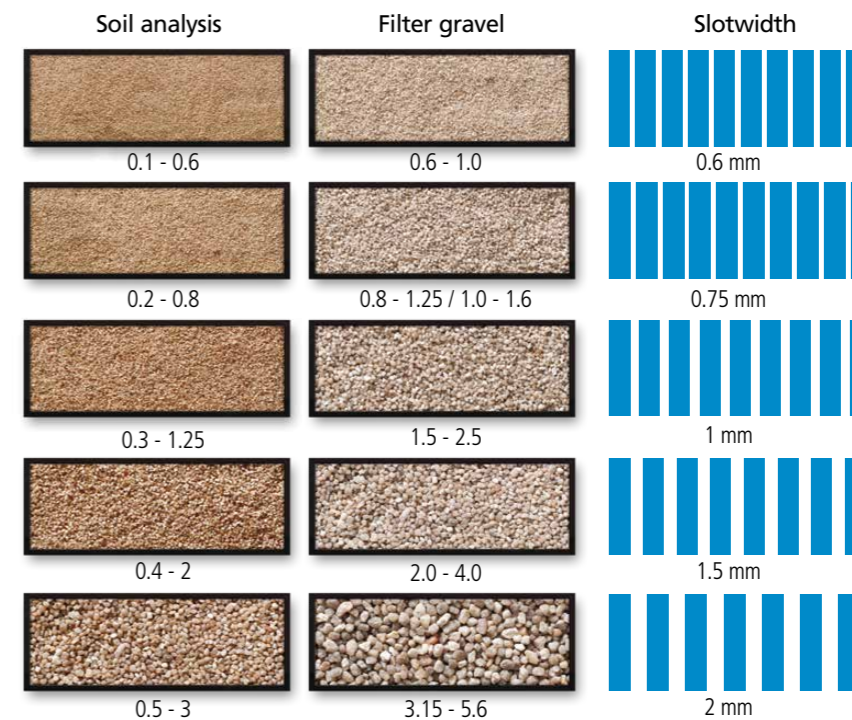 Soil analysis Filter gravel Slotwidth
0.1 - 0.6 0.6 - 1.0 0.6 mm
0.2 - 0.8 0.8 - 1.25 / 1.0 - 1.6 0.75 mm
0.3 - 1.25 1.5 - 2.5 1 mm
0.4 - 2 2.0 - 4.0 1.5 mm
0.5 - 3 3.15 - 5.6 2 mm